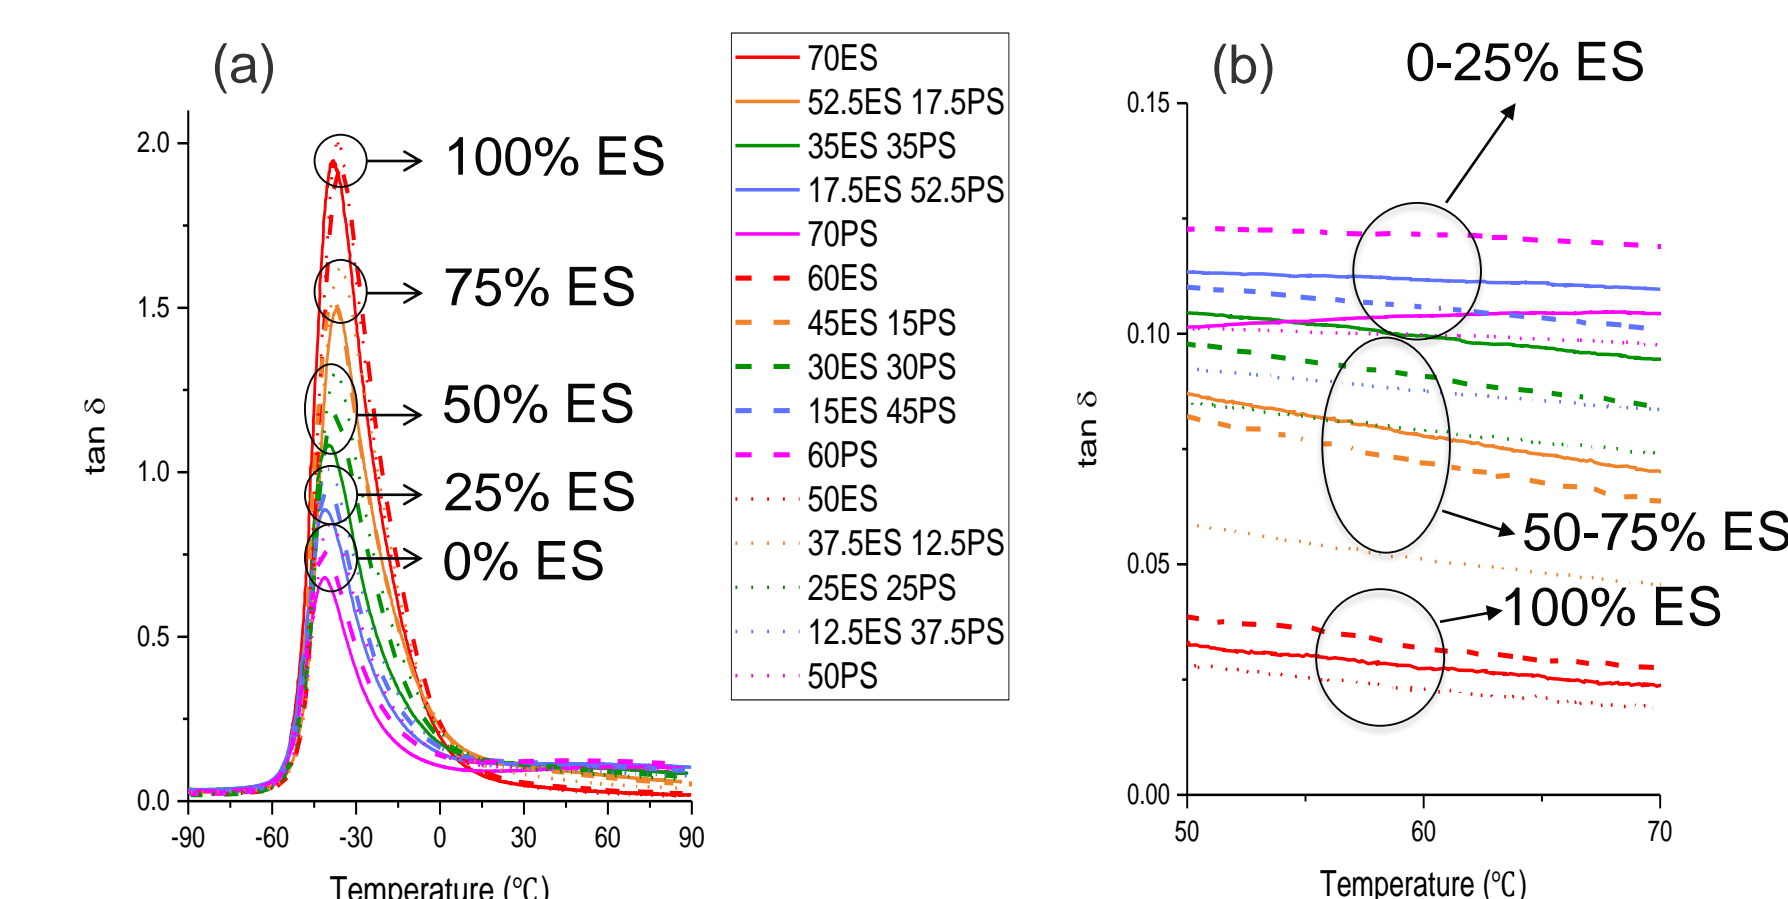 (a)
2.0
1.5
1.0
0.5
0.0
tan δ
100% ES
75% ES
50% ES
25% ES
0% ES
-90
-60
-30
0
30
60
90
Temperature (℃)
70ES
52.5ES 17.5PS
35ES 35PS
17.5ES 52.5PS
70PS
60ES
45ES 15PS
30ES 30PS
15ES 45PS
60PS
50ES
37.5ES 12.5PS
25ES 25PS
12.5ES 37.5PS
50PS
(b)
0-25% ES
0.15
0.10
0.05
0.00
tan δ
50-75% ES
100% ES
50
60
70
Temperature (℃)